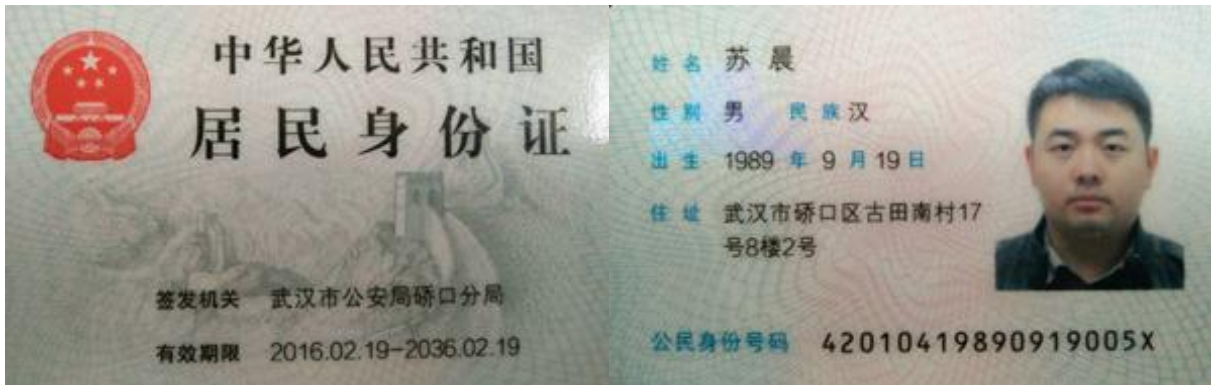 中华人民共和国
居民身份证
签发机关 武汉市公安局硚口分局
有效期限 2016.02.19-2036.02.19
姓名 苏晨
性别 男 民族 汉
出生 1989 年 9 月 19 日
住址 武汉市硚口区古田南村17
号8楼2号
公民身份号码 42010419890919005X